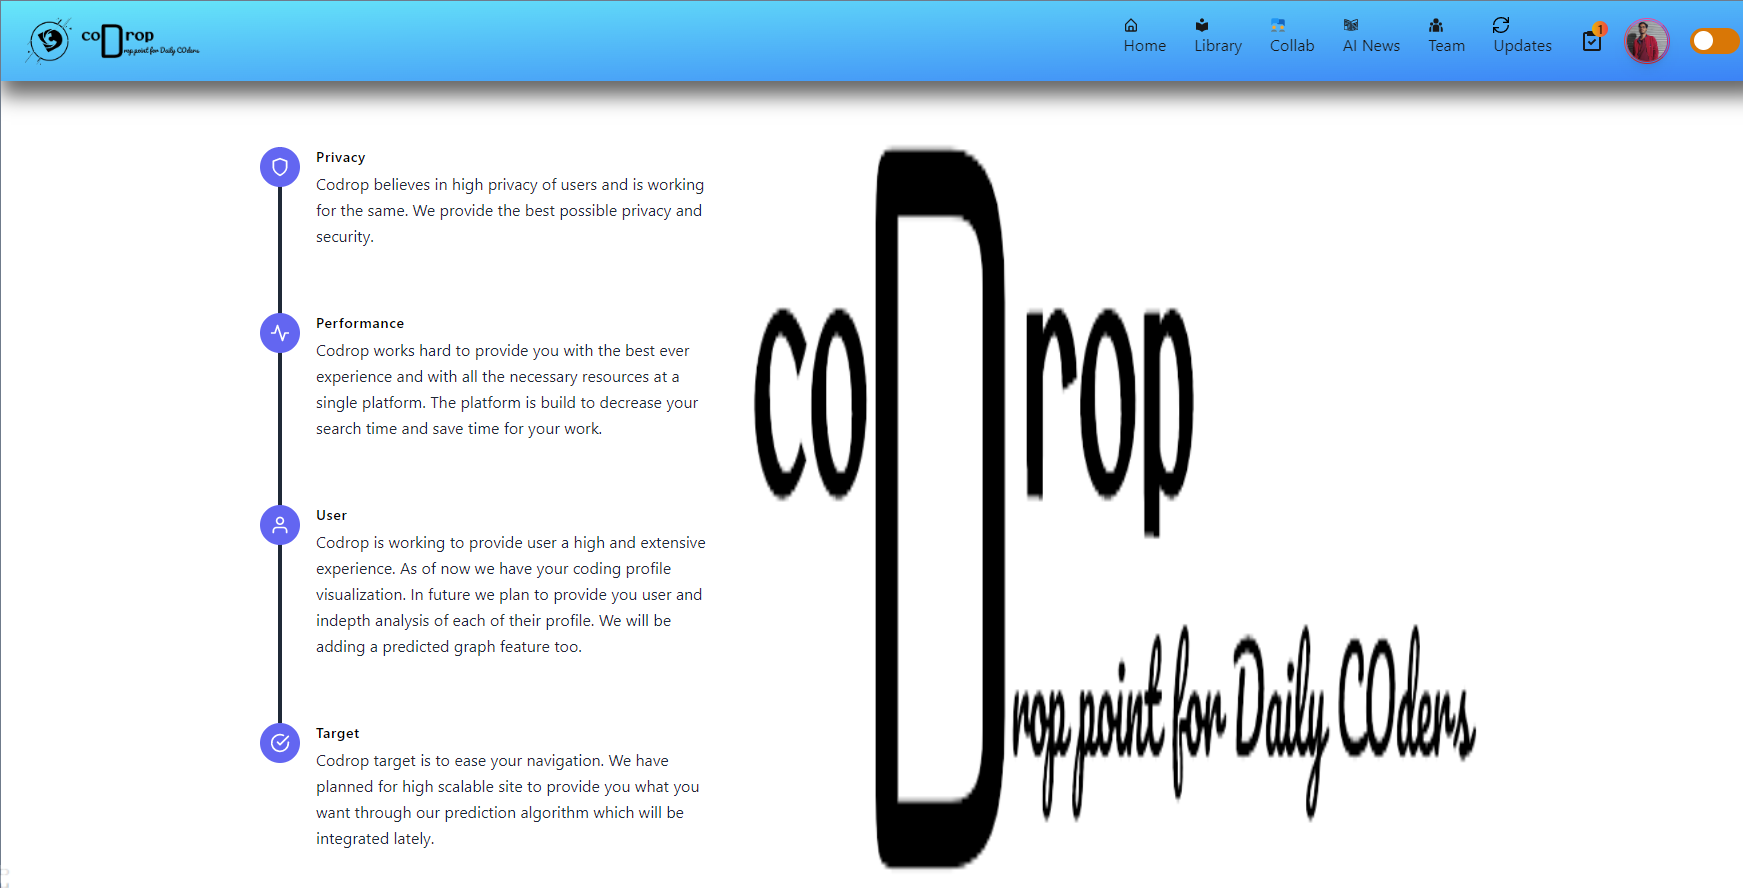 coDrop
rop point for Daily COders
Home
Library
Collab
AI News
Team
Updates
1
Privacy
Codrop believes in high privacy of users and is working
for the same. We provide the best possible privacy and
security.
Performance
Codrop works hard to provide you with the best ever
experience and with all the necessary resources at a
single platform. The platform is build to decrease your
search time and save time for your work.
User
Codrop is working to provide user a high and extensive
experience. As of now we have your coding profile
visualization. In future we plan to provide you user and
indepth analysis of each of their profile. We will be
adding a predicted graph feature too.
Target
Codrop target is to ease your navigation. We have
planned for high scalable site to provide you what you
want through our prediction algorithm which will be
integrated lately.
coDrop
rop point for Daily COders